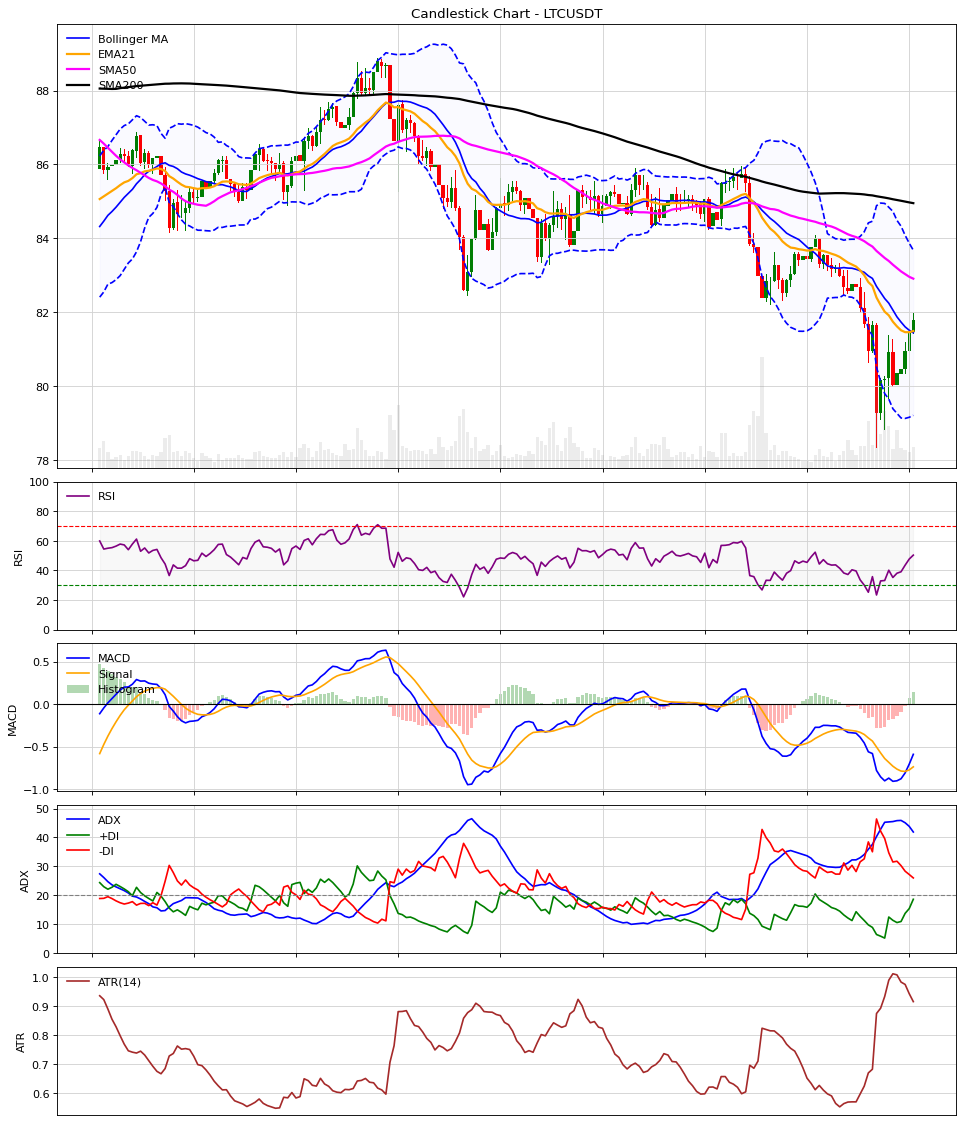 Candlestick Chart - LTCUSDT
Bollinger MA
EMA21
SMA50
SMA200
88
86
84
82
80
78
100
80
60
40
20
0
RSI
RSI
0.5
0.0
−0.5
−1.0
MACD
MACD
Signal
Histogram
50
40
30
20
10
0
ADX
ADX
+DI
-DI
1.0
0.9
0.8
0.7
0.6
ATR
ATR(14)